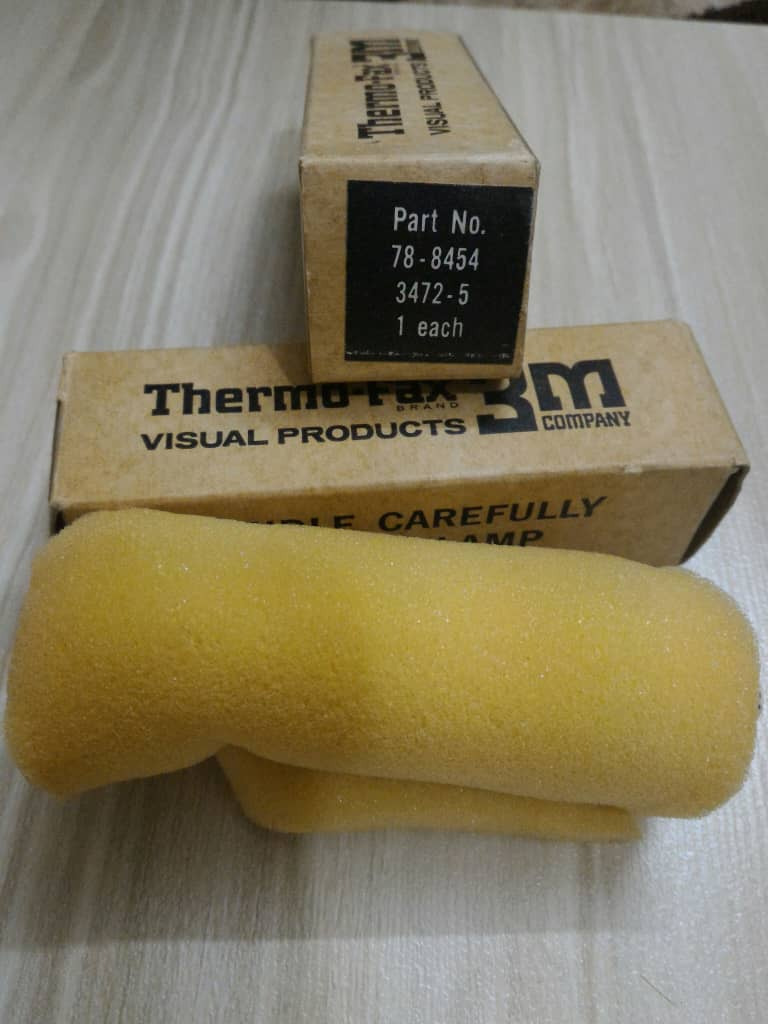 Thermo-Fax 3M
VISUAL PRODUCTS
Part No.
78-8454
3472-5
1 each
Thermo-Fax 3M
BRAND
VISUAL PRODUCTS COMPANY
CAREFULLY
LAMP